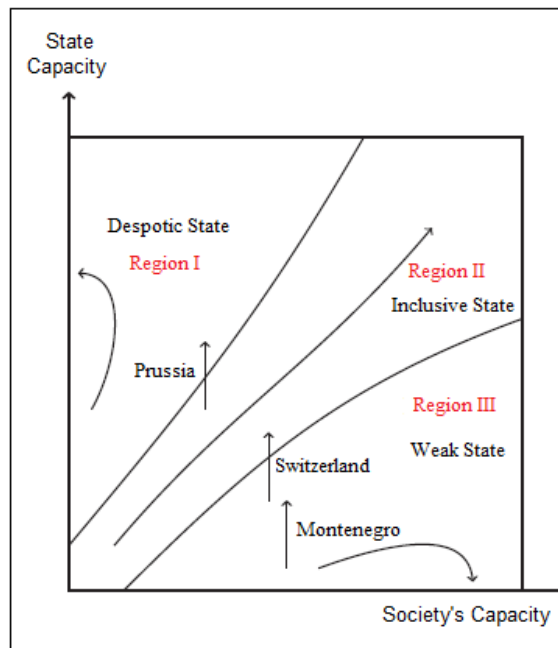 State
Capacity
Despotic State
Region I
Region II
Inclusive State
Prussia
Region III
Weak State
Switzerland
Montenegro
Society's Capacity